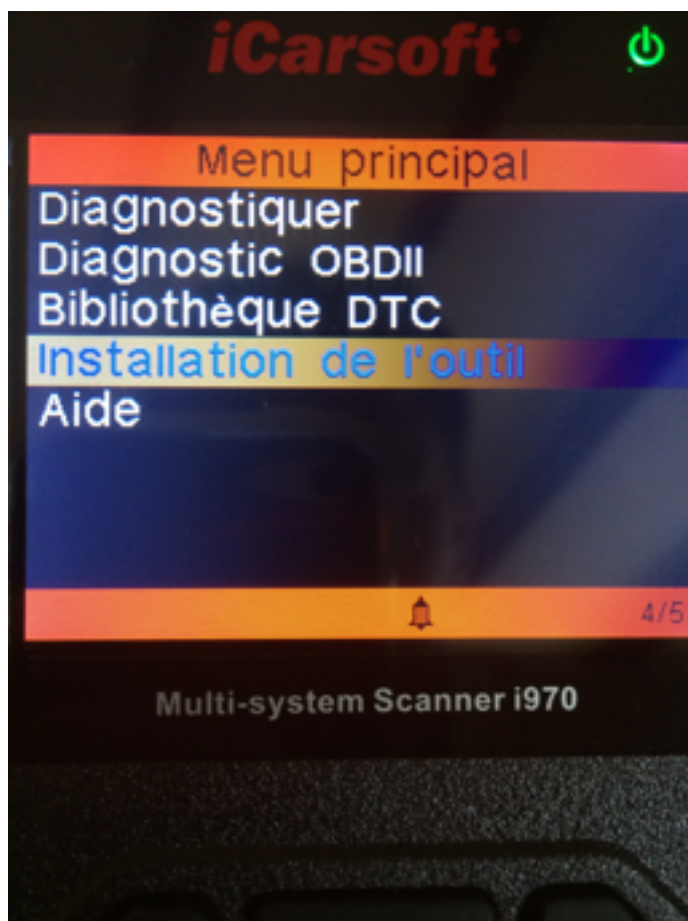 iCarsoft
Menu principal
Diagnostiquer
Diagnostic OBDII
Bibliothèque DTC
Installation de l'outil
Aide
4/5
Multi-system Scanner i970